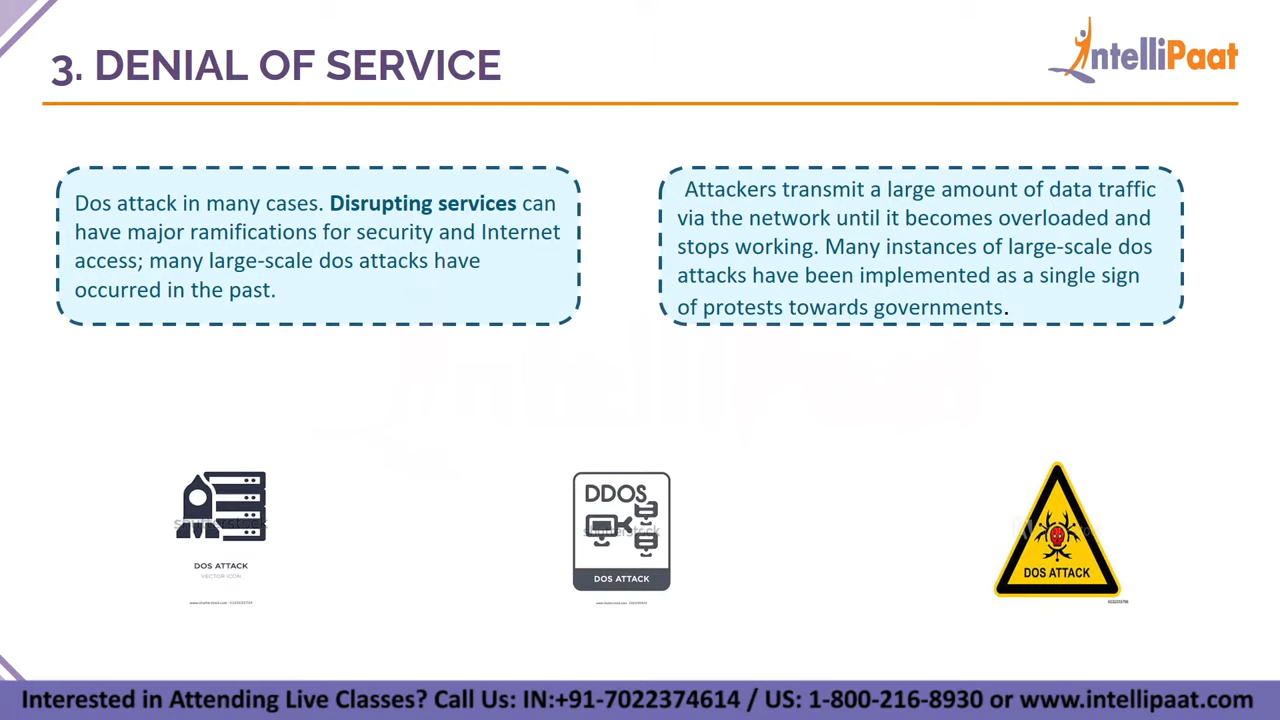 3. DENIAL OF SERVICE
IntelliPaat
Dos attack in many cases. Disrupting services can
have major ramifications for security and Internet
access; many large-scale dos attacks have
occurred in the past.
Attackers transmit a large amount of data traffic
via the network until it becomes overloaded and
stops working. Many instances of large-scale dos
attacks have been implemented as a single sign
of protests towards governments.
shutterstock
DOS ATTACK
VECTOR ICON
DDOS
shutterstock
DOS ATTACK
DOS ATTACK
Interested in Attending Live Classes? Call Us: IN:+91-7022374614 / US: 1-800-216-8930 or www.intellipaat.com